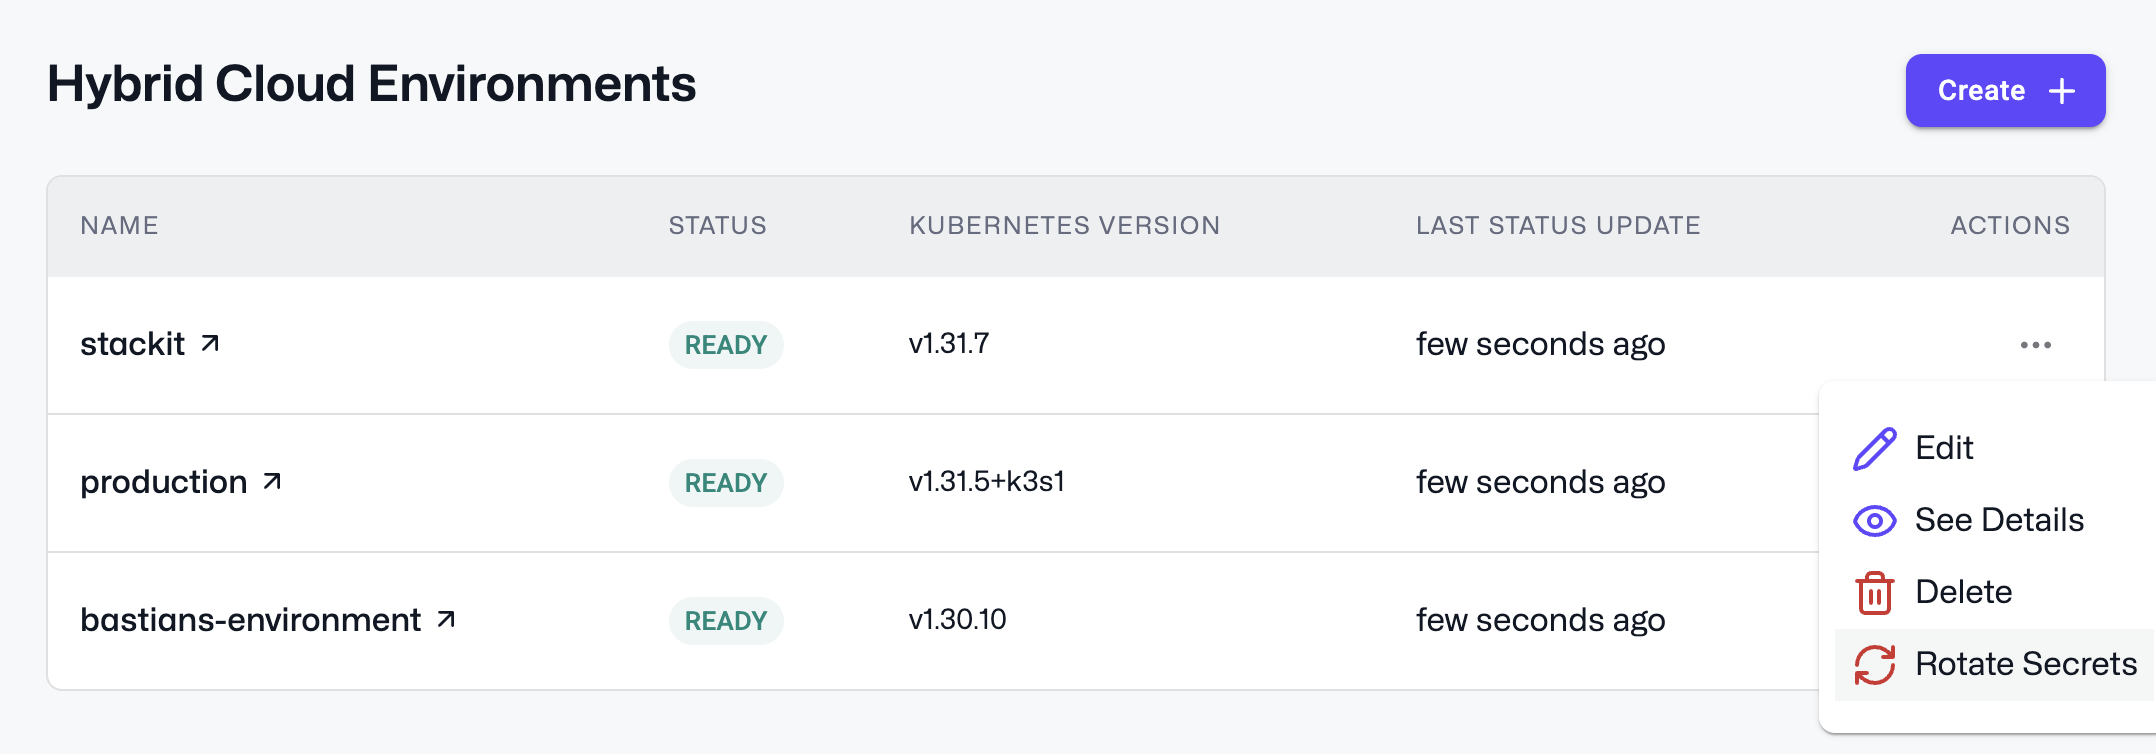 Hybrid Cloud Environments
Create
NAME STATUS KUBERNETES VERSION LAST STATUS UPDATE ACTIONS
stackit READY v1.31.7 few seconds ago
production READY v1.31.5+k3s1 few seconds ago
bastians-environment READY v1.30.10 few seconds ago
Edit
See Details
Delete
Rotate Secrets